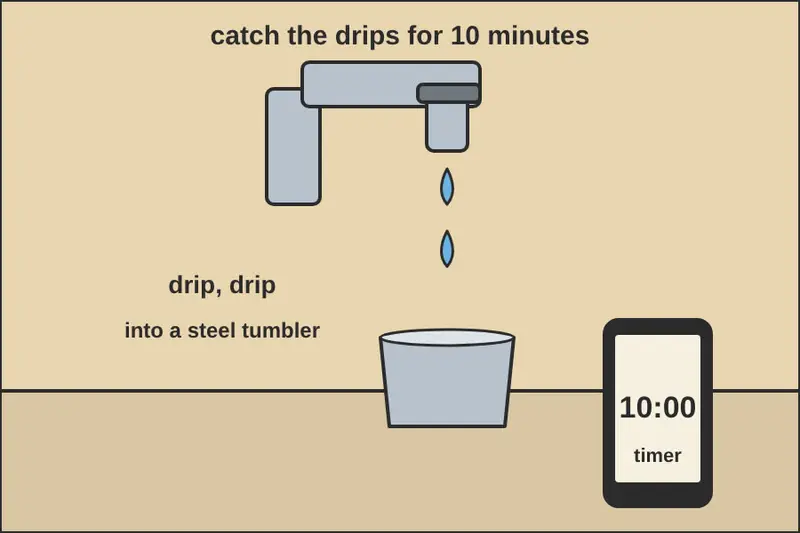 catch the drips for 10 minutes
drip, drip
into a steel tumbler
10:00
timer